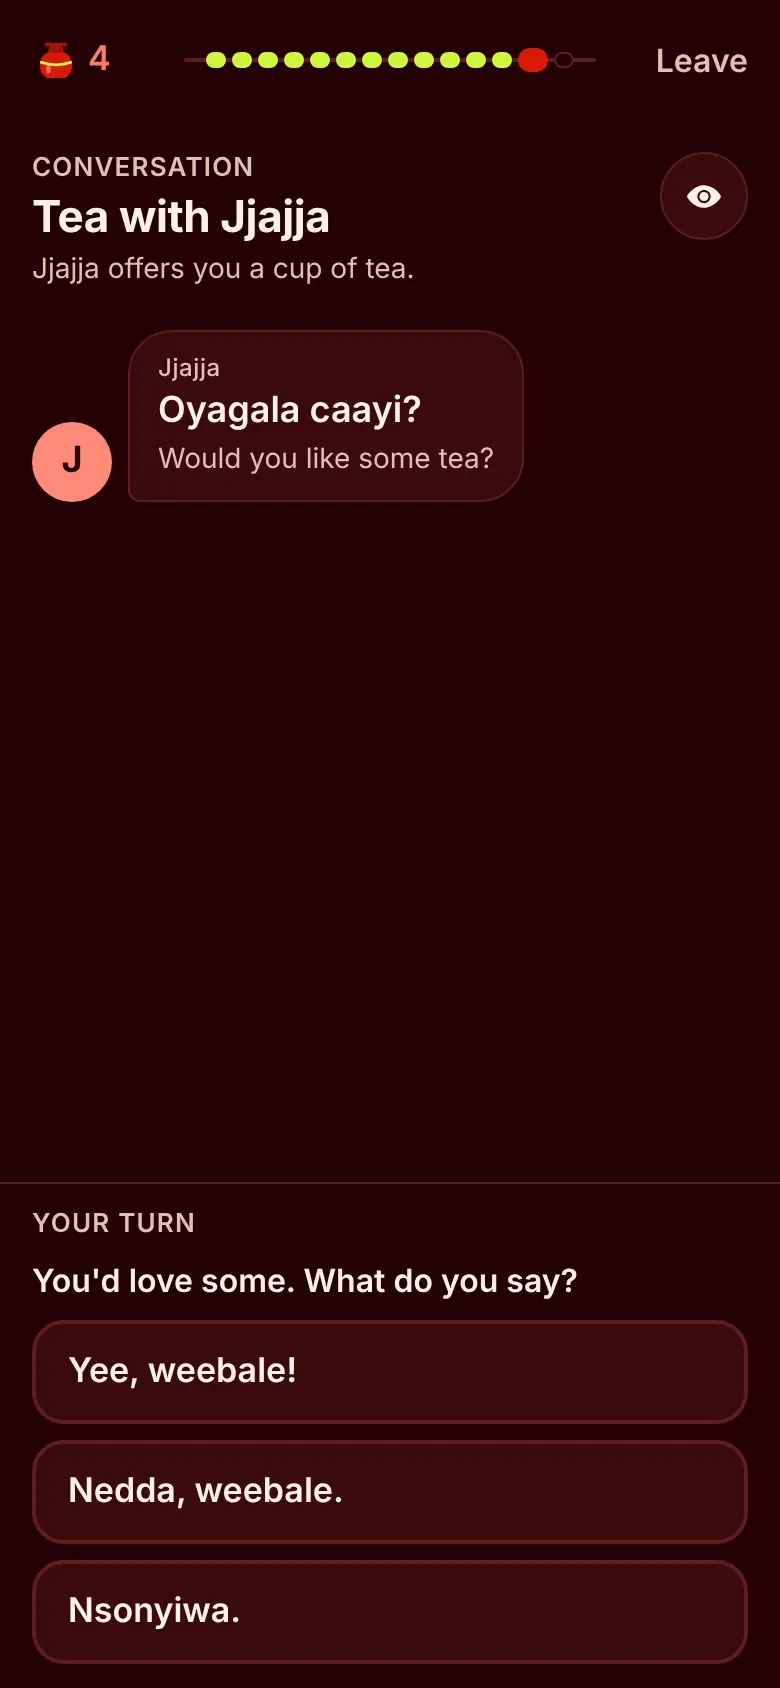 4
Leave
CONVERSATION
Tea with Jjajja
Jjajja offers you a cup of tea.
Jjajja
Oyagala caayi?
J
Would you like some tea?
YOUR TURN
You'd love some. What do you say?
Yee, weebale!
Nedda, weebale.
Nsonyiwa.